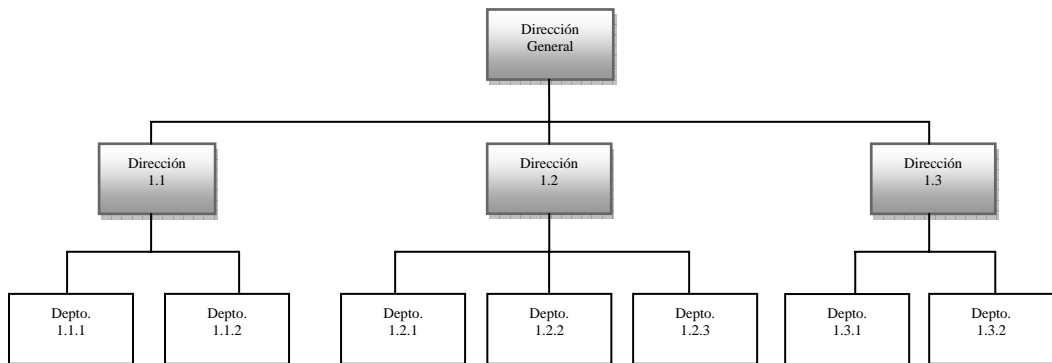 Dirección
General
Dirección
1.1
Dirección
1.2
Dirección
1.3
Depto.
1.1.1
Depto.
1.1.2
Depto.
1.2.1
Depto.
1.2.2
Depto.
1.2.3
Depto.
1.3.1
Depto.
1.3.2